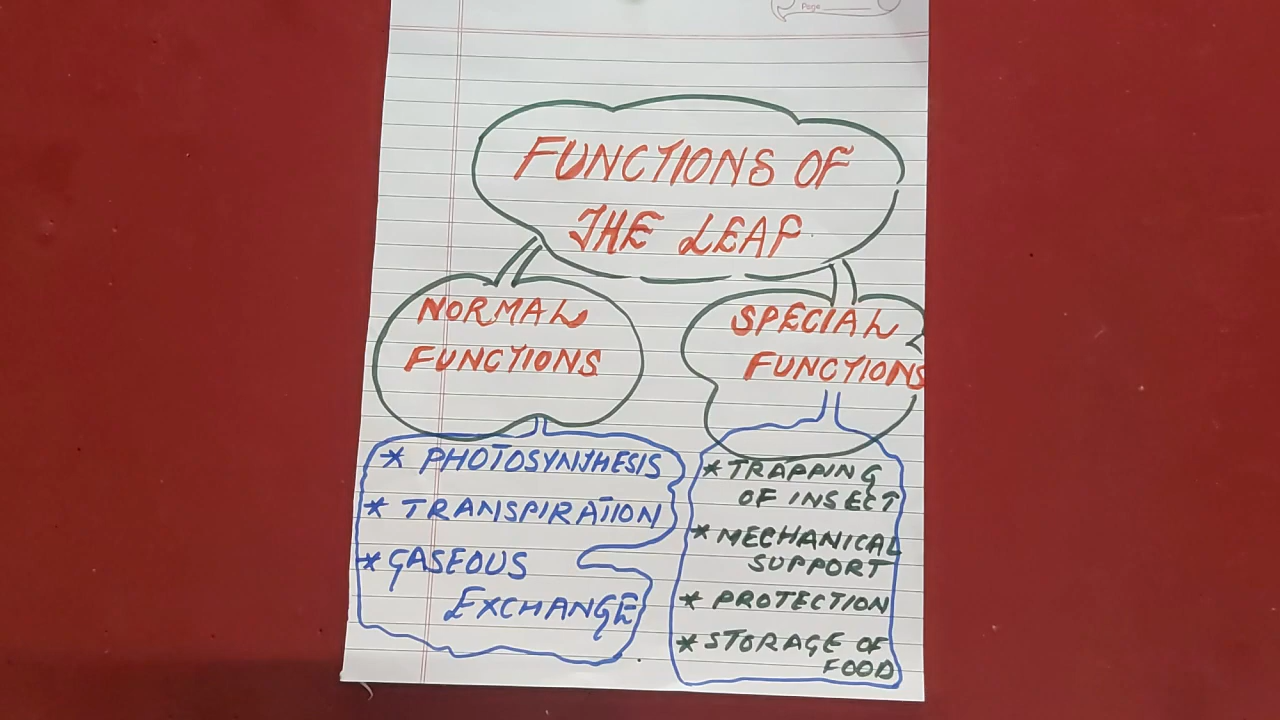 Page
FUNCTIONS OF
THE LEAF
NORMAL
FUNCTIONS
SPECIAL
FUNCTIONS
* PHOTOSYNTHESIS
* TRANSPIRATION
* GASEOUS
EXCHANGE
* TRAPPING
OF INSECT
* MECHANICAL
SUPPORT
* PROTECTION
* STORAGE OF
FOOD